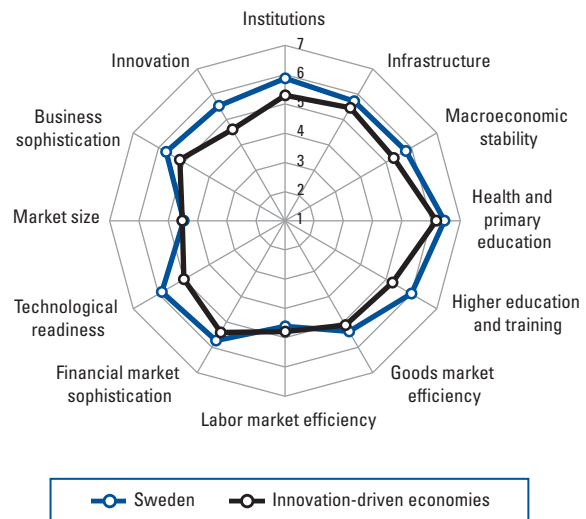 Institutions
Infrastructure
Macroeconomic
stability
Health and
primary
education
Higher education
and training
Goods market
efficiency
Labor market efficiency
Financial market
sophistication
Technological
readiness
Market size
Business
sophistication
Innovation
7
6
5
4
3
2
1
Sweden
Innovation-driven economies